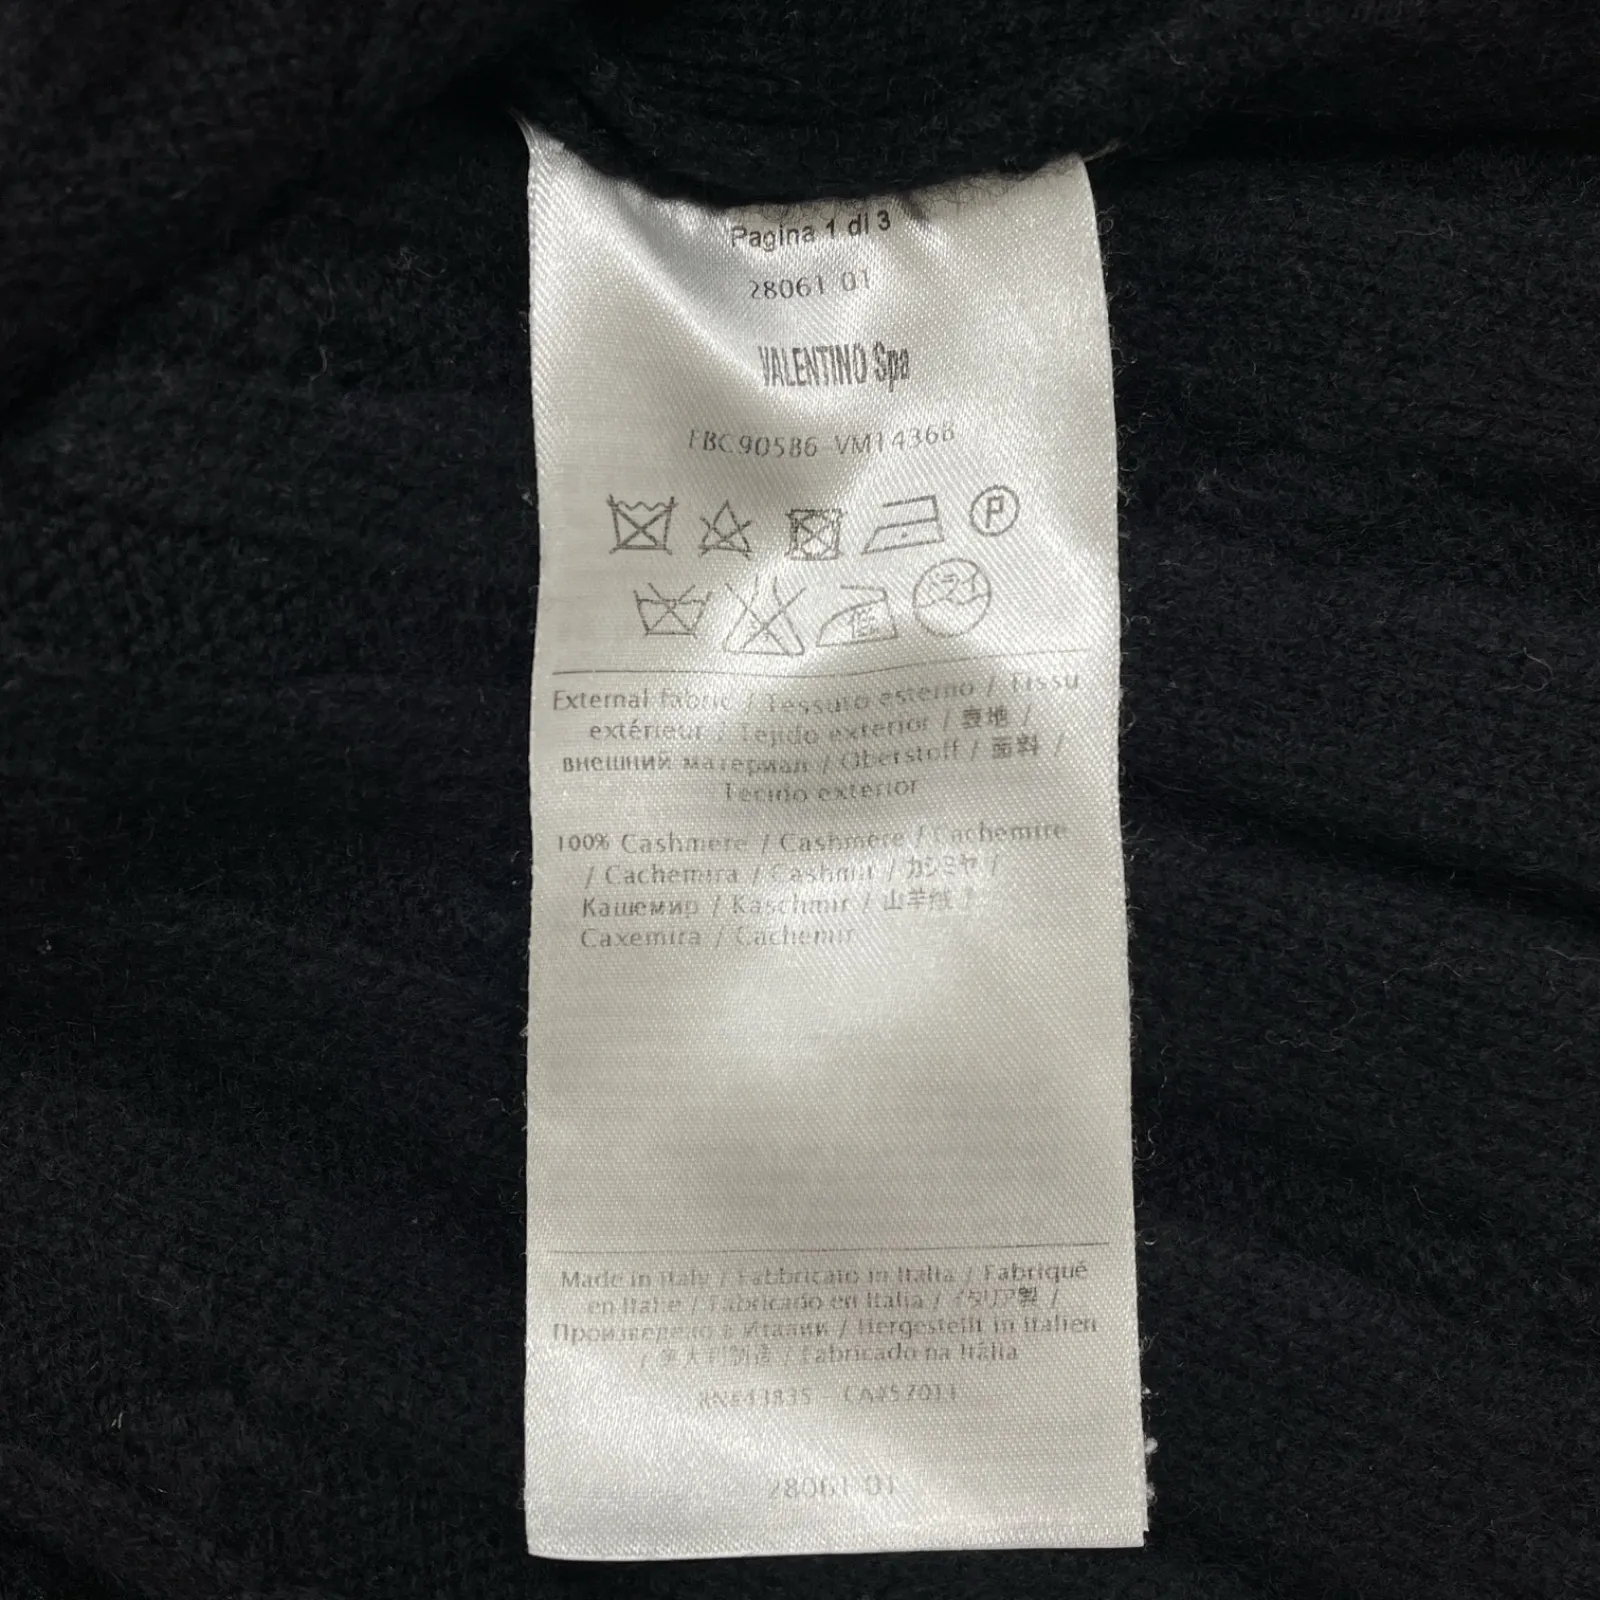 Pagina 1 di 3
28061 01
VALENTINO Spa
FBC90586 VM14366
P
ドライ
External fabric / Tessuto esterno / Tissu
extérieur / Tejido exterior / 表地 /
внешний материал / Oberstoff / 面料 /
Tecido exterior
100% Cashmere / Cashmere / Cachemire
/ Cachemira / Cashmir / カシミヤ /
Кашемир / Kaschmir / 山羊绒 /
Caxemira / Cachemir
Made in Italy / Fabbricato in Italia / Fabriqué
en Italie / Fabricado en Italia / イタリア製 /
Произведено в Италии / Hergestellt in Italien
/ 意大利制造 / Fabricado na Itália
RN#43835 - CA#57011
28061 01